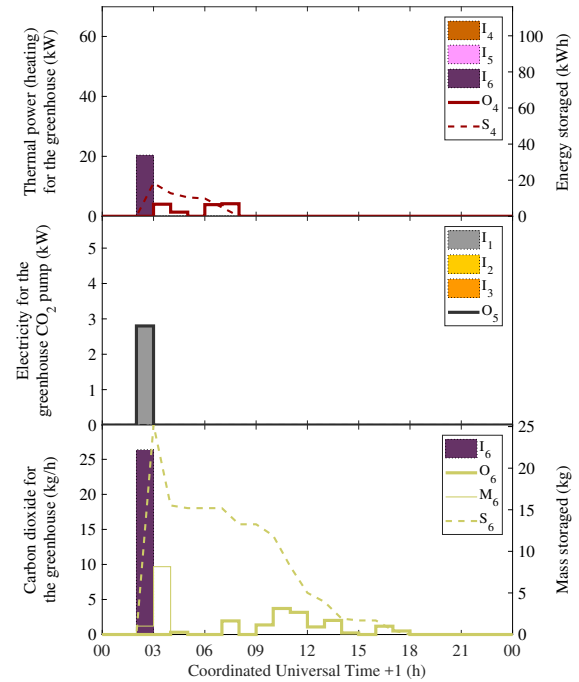 Thermal power (heating)
for the greenhouse (kW)
60
40
20
0
I4
I5
I6
O4
S4
100
80
60
40
20
0
Energy storaged (kWh)
Electricity for the
greenhouse CO2 pump (kW)
5
4
3
2
1
0
I1
I2
I3
O5
Carbon dioxide for
the greenhouse (kg/h)
25
20
15
10
5
0
I6
O6
M6
S6
25
20
15
10
5
0
Mass storaged (kg)
00 03 06 09 12 15 18 21 00
Coordinated Universal Time +1 (h)